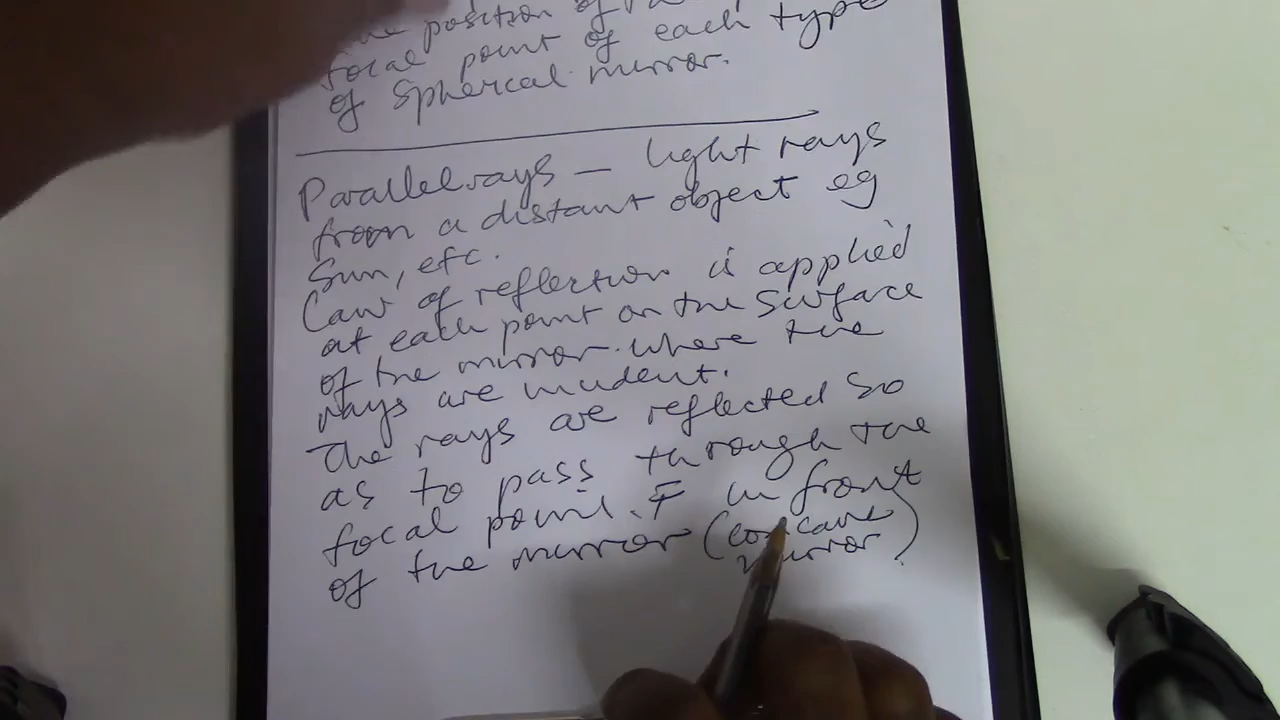 position of
focal point of each type
of Spherical mirror.
Parallel rays — light rays
from a distant object eg
Sun, etc.
Law of reflection is applied
at each point on the surface
of the mirror. where the
rays are incident.
The rays are reflected so
as to pass through the
focal point. F in front
of the mirror (concave
mirror)